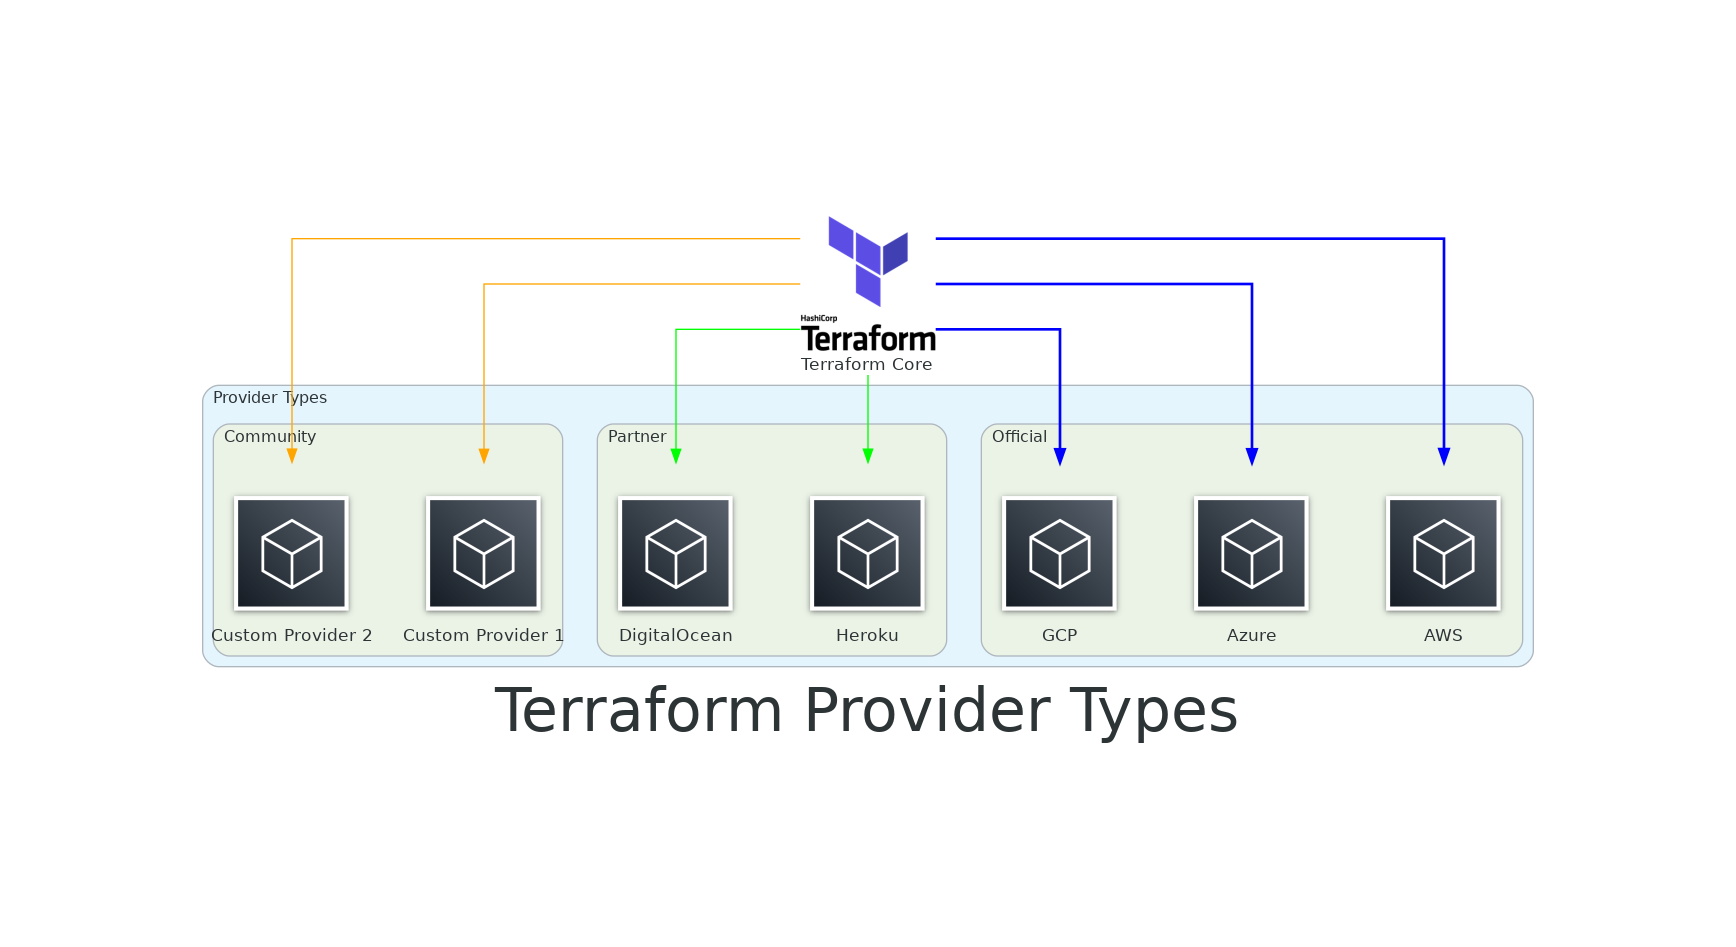 HashiCorp
Terraform
Terraform Core
Provider Types
Community
Partner
Official
Custom Provider 2
Custom Provider 1
DigitalOcean
Heroku
GCP
Azure
AWS
Terraform Provider Types